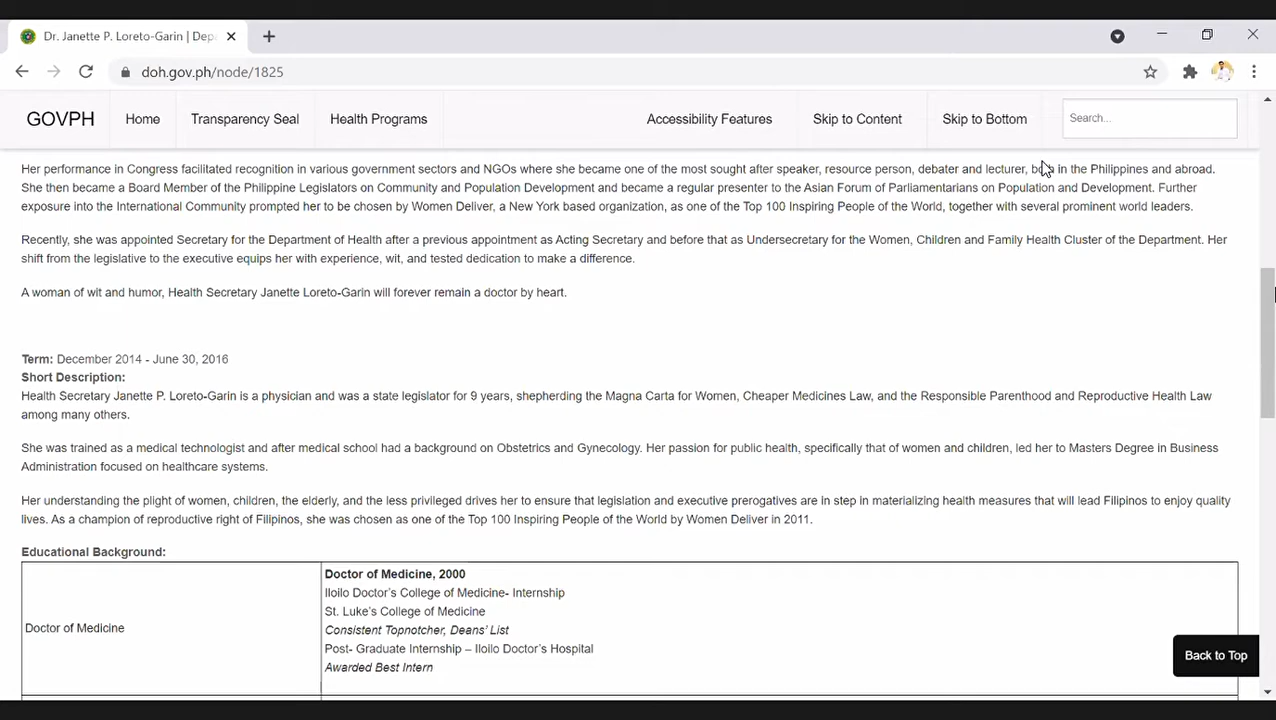 Dr. Janette P. Loreto-Garin | Dep
doh.gov.ph/node/1825
GOVPH Home Transparency Seal Health Programs Accessibility Features Skip to Content Skip to Bottom Search...
Her performance in Congress facilitated recognition in various government sectors and NGOs where she became one of the most sought after speaker, resource person, debater and lecturer, both in the Philippines and abroad.
She then became a Board Member of the Philippine Legislators on Community and Population Development and became a regular presenter to the Asian Forum of Parliamentarians on Population and Development. Further
exposure into the International Community prompted her to be chosen by Women Deliver, a New York based organization, as one of the Top 100 Inspiring People of the World, together with several prominent world leaders.
Recently, she was appointed Secretary for the Department of Health after a previous appointment as Acting Secretary and before that as Undersecretary for the Women, Children and Family Health Cluster of the Department. Her
shift from the legislative to the executive equips her with experience, wit, and tested dedication to make a difference.
A woman of wit and humor, Health Secretary Janette Loreto-Garin will forever remain a doctor by heart.
Term: December 2014 - June 30, 2016
Short Description:
Health Secretary Janette P. Loreto-Garin is a physician and was a state legislator for 9 years, shepherding the Magna Carta for Women, Cheaper Medicines Law, and the Responsible Parenthood and Reproductive Health Law
among many others.
She was trained as a medical technologist and after medical school had a background on Obstetrics and Gynecology. Her passion for public health, specifically that of women and children, led her to Masters Degree in Business
Administration focused on healthcare systems.
Her understanding the plight of women, children, the elderly, and the less privileged drives her to ensure that legislation and executive prerogatives are in step in materializing health measures that will lead Filipinos to enjoy quality
lives. As a champion of reproductive right of Filipinos, she was chosen as one of the Top 100 Inspiring People of the World by Women Deliver in 2011.
Educational Background:
Doctor of Medicine
Doctor of Medicine, 2000
Iloilo Doctor's College of Medicine- Internship
St. Luke's College of Medicine
Consistent Topnotcher, Deans' List
Post- Graduate Internship – Iloilo Doctor's Hospital
Awarded Best Intern
Back to Top